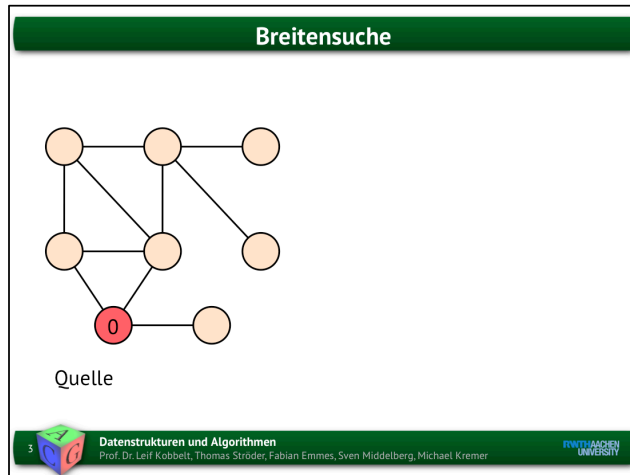 Breitensuche
0
Quelle
3
A
C G
Datenstrukturen und Algorithmen
Prof. Dr. Leif Kobbelt, Thomas Ströder, Fabian Emmes, Sven Middelberg, Michael Kremer
RWTHAACHEN
UNIVERSITY